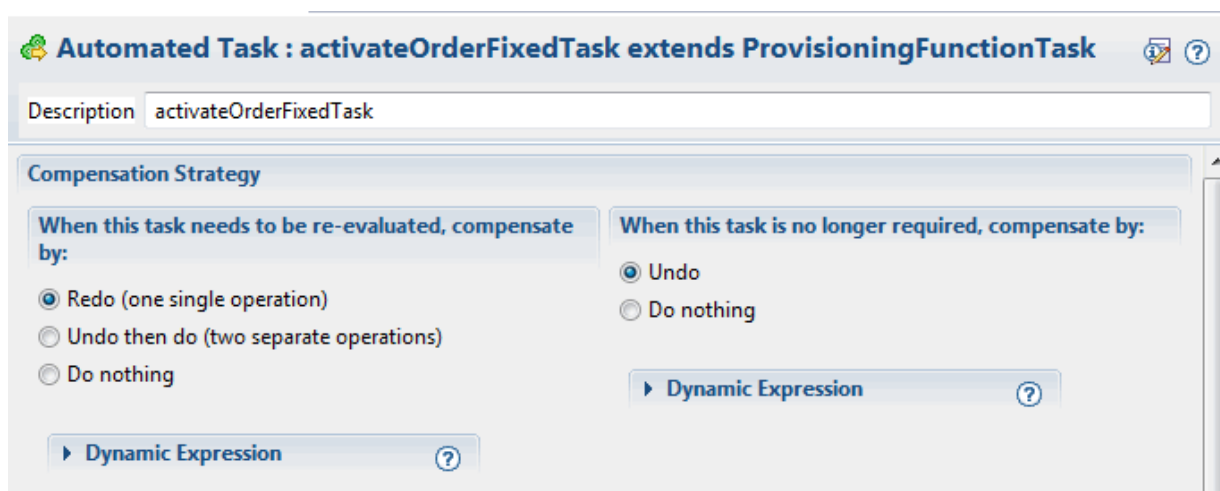 Automated Task : activateOrderFixedTask extends ProvisioningFunctionTask
Description activateOrderFixedTask
Compensation Strategy
When this task needs to be re-evaluated, compensate
by:
Redo (one single operation)
Undo then do (two separate operations)
Do nothing
Dynamic Expression
When this task is no longer required, compensate by:
Undo
Do nothing
Dynamic Expression